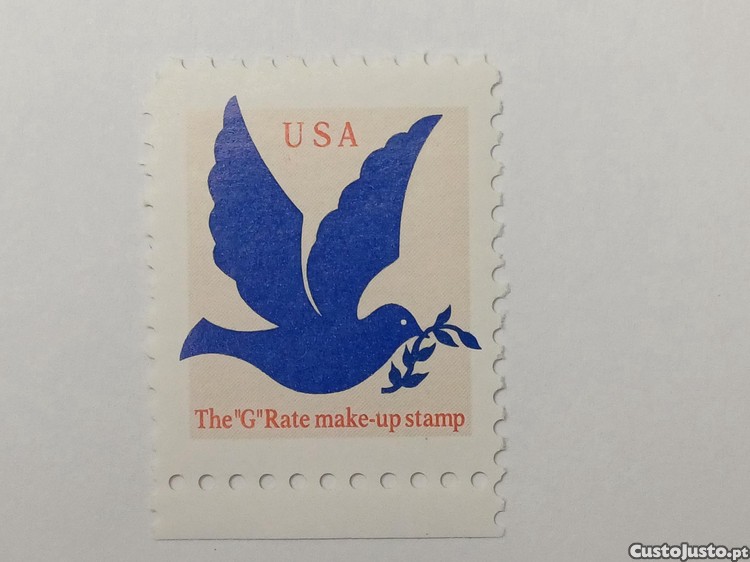 USA
The "G" Rate make-up stamp
CustoJusto.pt